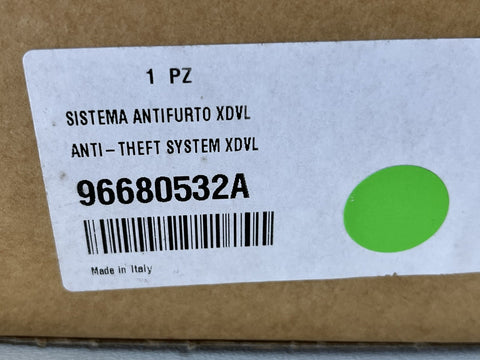 1 PZ
SISTEMA ANTIFURTO XDVL
ANTI-THEFT SYSTEM XDVL
96680532A
Made in Italy